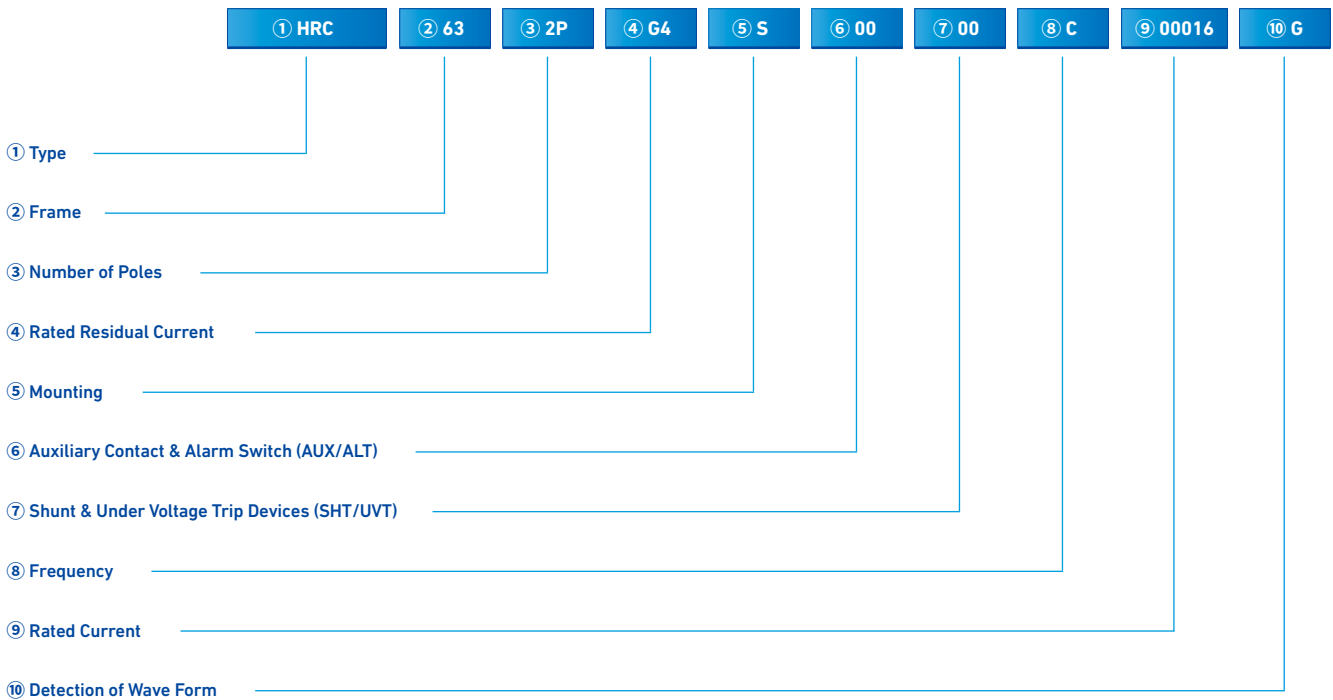 ① HRC ② 63 ③ 2P ④ G4 ⑤ S ⑥ 00 ⑦ 00 ⑧ C ⑨ 00016 ⑩ G
① Type
② Frame
③ Number of Poles
④ Rated Residual Current
⑤ Mounting
⑥ Auxiliary Contact & Alarm Switch (AUX/ALT)
⑦ Shunt & Under Voltage Trip Devices (SHT/UVT)
⑧ Frequency
⑨ Rated Current
⑩ Detection of Wave Form